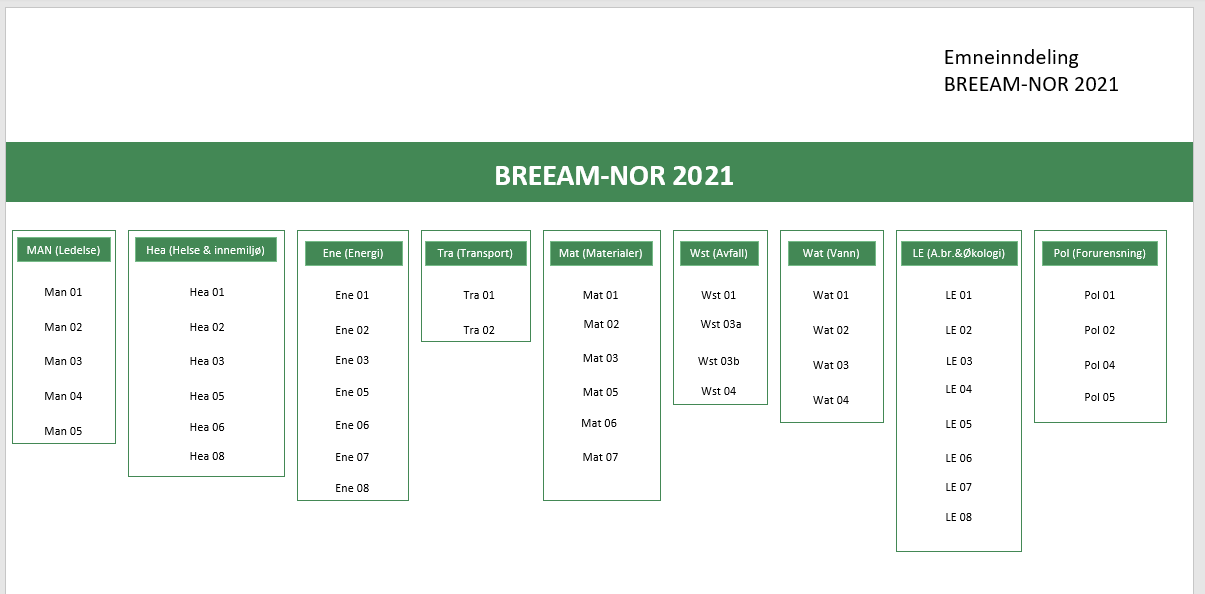 Emneinndeling
BREEAM-NOR 2021
BREEAM-NOR 2021
MAN (Ledelse)
Man 01
Man 02
Man 03
Man 04
Man 05
Hea (Helse & innemiljø)
Hea 01
Hea 02
Hea 03
Hea 05
Hea 06
Hea 08
Ene (Energi)
Ene 01
Ene 02
Ene 03
Ene 05
Ene 06
Ene 07
Ene 08
Tra (Transport)
Tra 01
Tra 02
Mat (Materialer)
Mat 01
Mat 02
Mat 03
Mat 05
Mat 06
Mat 07
Wst (Avfall)
Wst 01
Wst 03a
Wst 03b
Wst 04
Wat (Vann)
Wat 01
Wat 02
Wat 03
Wat 04
LE (A.br.&Økologi)
LE 01
LE 02
LE 03
LE 04
LE 05
LE 06
LE 07
LE 08
Pol (Forurensning)
Pol 01
Pol 02
Pol 04
Pol 05